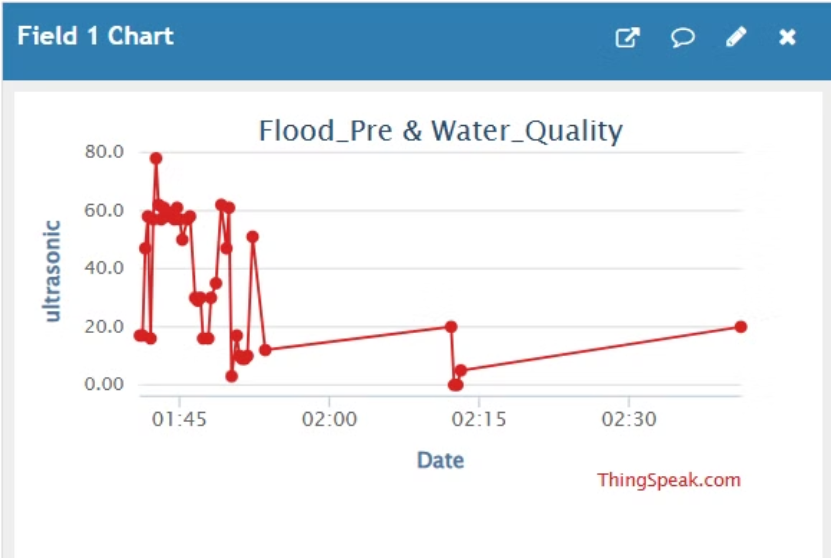 Field 1 Chart
Flood_Pre & Water_Quality
80.0
60.0
40.0
20.0
0.00
ultrasonic
01:45 02:00 02:15 02:30
Date
ThingSpeak.com